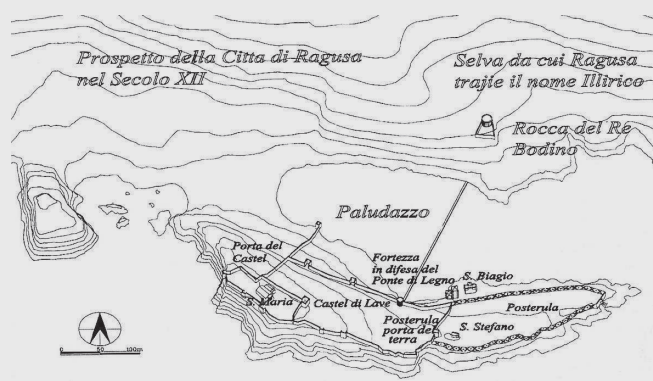 Prospetto della Citta di Ragusa
nel Secolo XII
Selva da cui Ragusa
trajie il nome Illirico
Rocca del Re
Bodino
Paludazzo
Porta del
Castel
Fortezza
in difesa del
Ponte di Legno
S. Biagio
S. Maria
Castel di Lave
Posterula
Posterula
porta de
terra
S. Stefano
0 50 100m